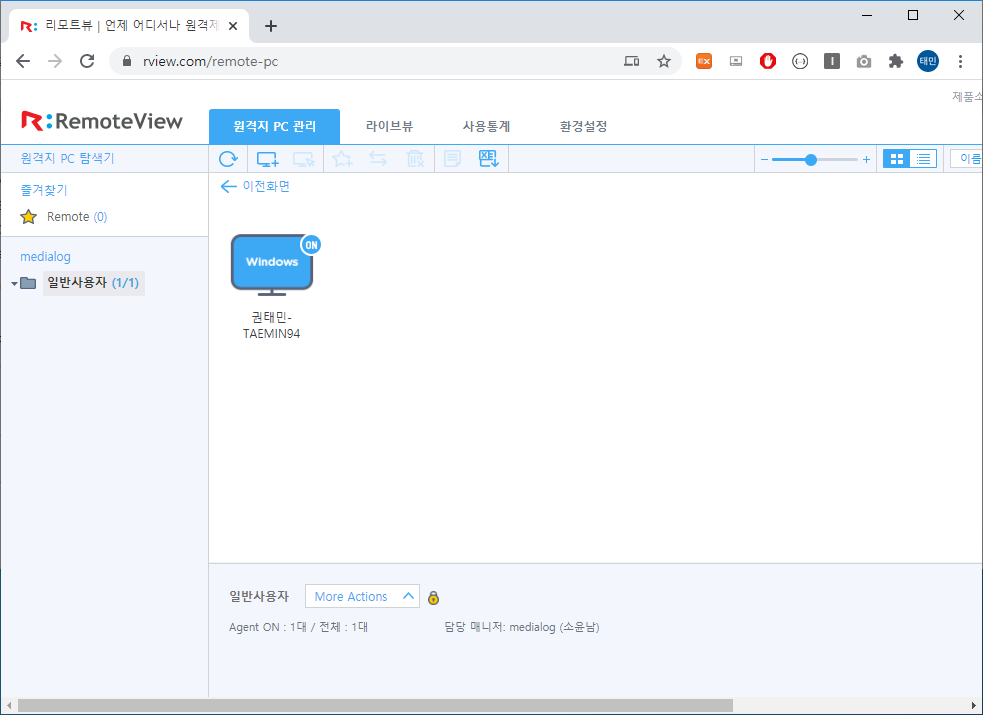 리모트뷰 | 언제 어디서나 원격제
rview.com/remote-pc
태민
제품소
RemoteView
원격지 PC 관리
라이브뷰
사용통계
환경설정
원격지 PC 탐색기
이름
즐겨찾기
이전화면
Remote (0)
medialog
일반사용자 (1/1)
ON
Windows
권태민-
TAEMIN94
일반사용자
More Actions
Agent ON : 1대 / 전체 : 1대
담당 매니저: medialog (소윤남)